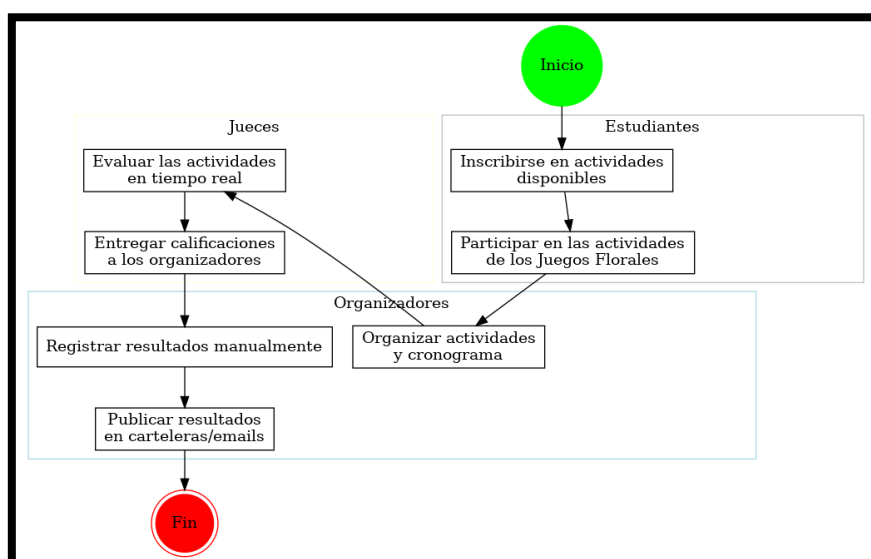 Inicio
Jueces
Estudiantes
Evaluar las actividades
en tiempo real
Inscribirse en actividades
disponibles
Entregar calificaciones
a los organizadores
Participar en las actividades
de los Juegos Florales
Organizadores
Registrar resultados manualmente
Organizar actividades
y cronograma
Publicar resultados
en carteleras/emails
Fin